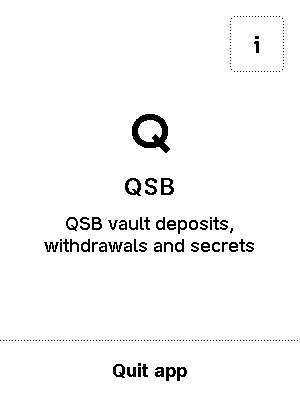 i
Q
QSB
QSB vault deposits,
withdrawals and secrets
Quit app